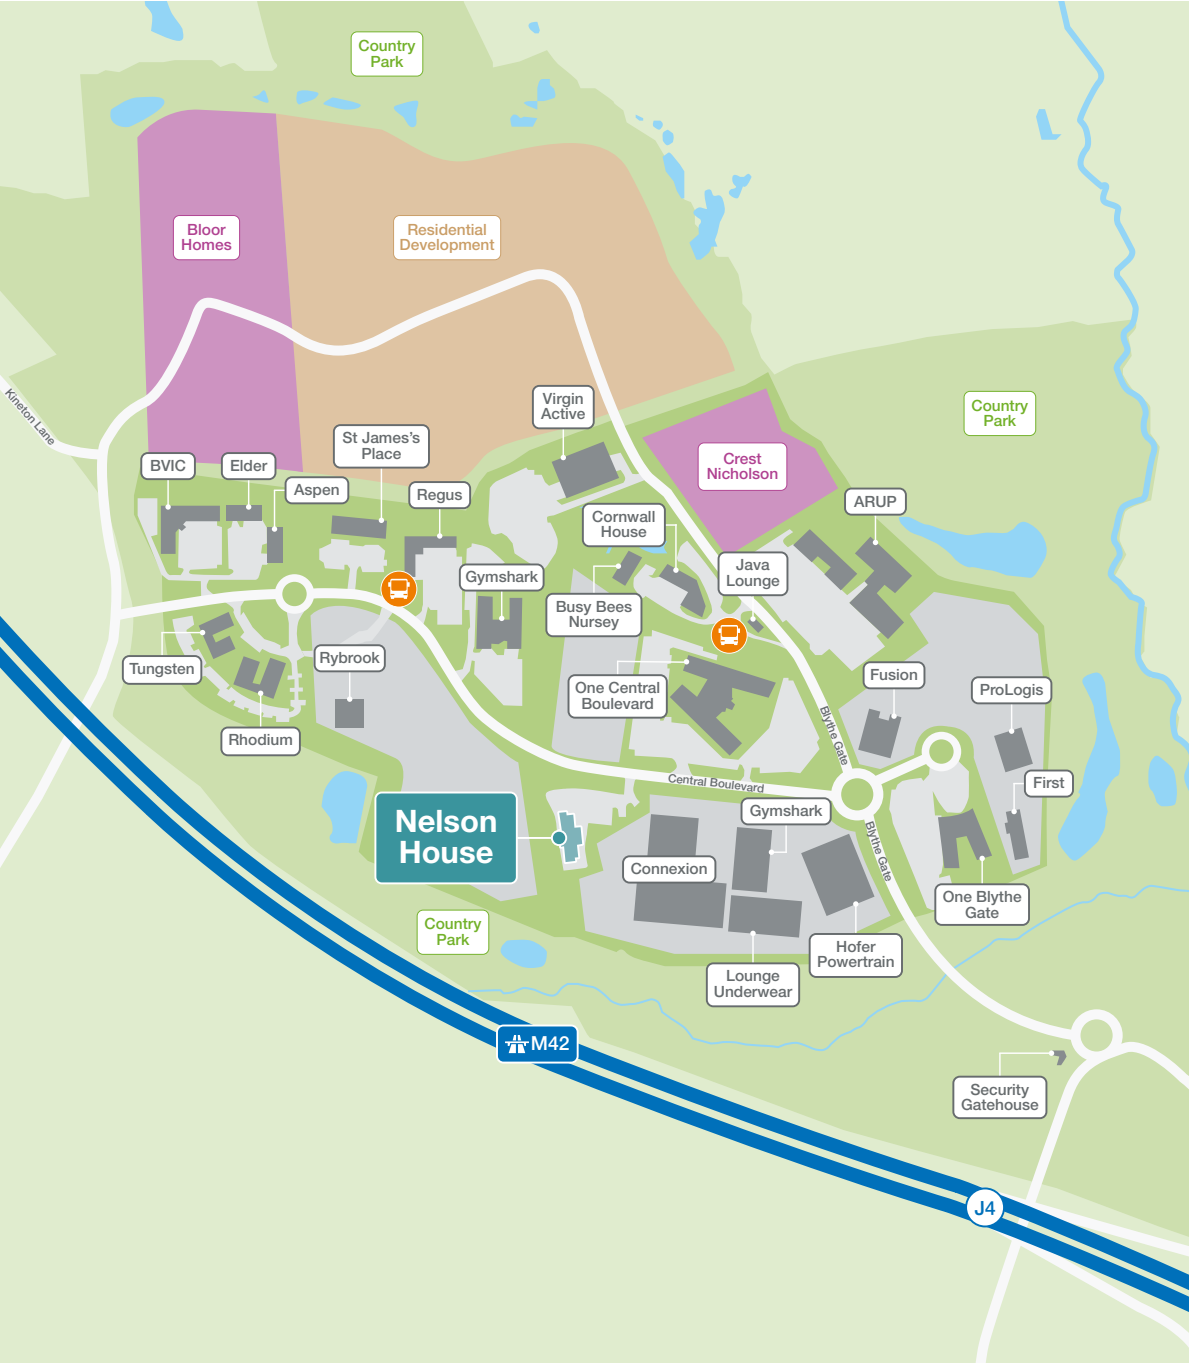 Country
Park
Bloor
Homes
Residential
Development
Kineton Lane
Virgin
Active
Country
Park
St James's
Place
BVIC
Elder
Aspen
Regus
Crest
Nicholson
ARUP
Cornwall
House
Gymshark
Java
Lounge
Busy Bees
Nursey
Tungsten
Rybrook
One Central
Boulevard
Fusion
ProLogis
Rhodium
Blythe Gate
Central Boulevard
First
Nelson
House
Gymshark
Blythe Gate
Connexion
One Blythe
Gate
Country
Park
Hofer
Powertrain
Lounge
Underwear
M42
Security
Gatehouse
J4